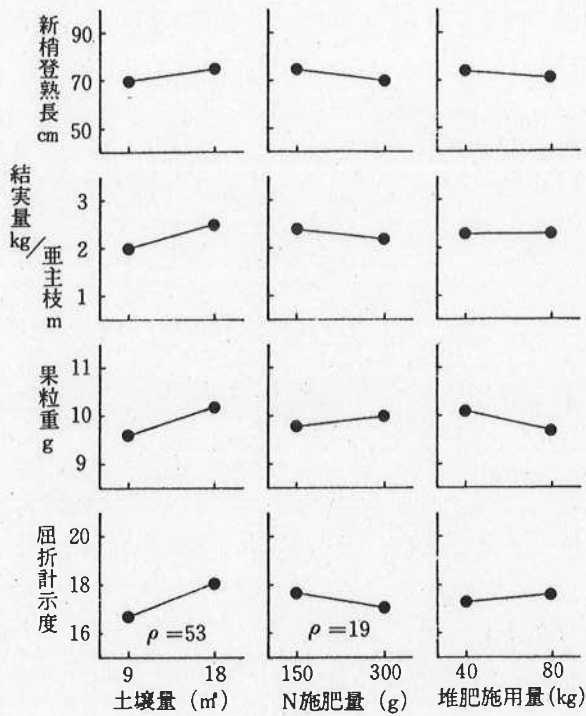 新梢登熟長 cm
90
70
50
結実量 kg/亜主枝 m
3
2
1
果粒重 g
11
10
9
屈折計示度
20
18
16
ρ=53
ρ=19
9 18 150 300 40 80
土壌量 (㎥) N施肥量 (g) 堆肥施用量(kg)